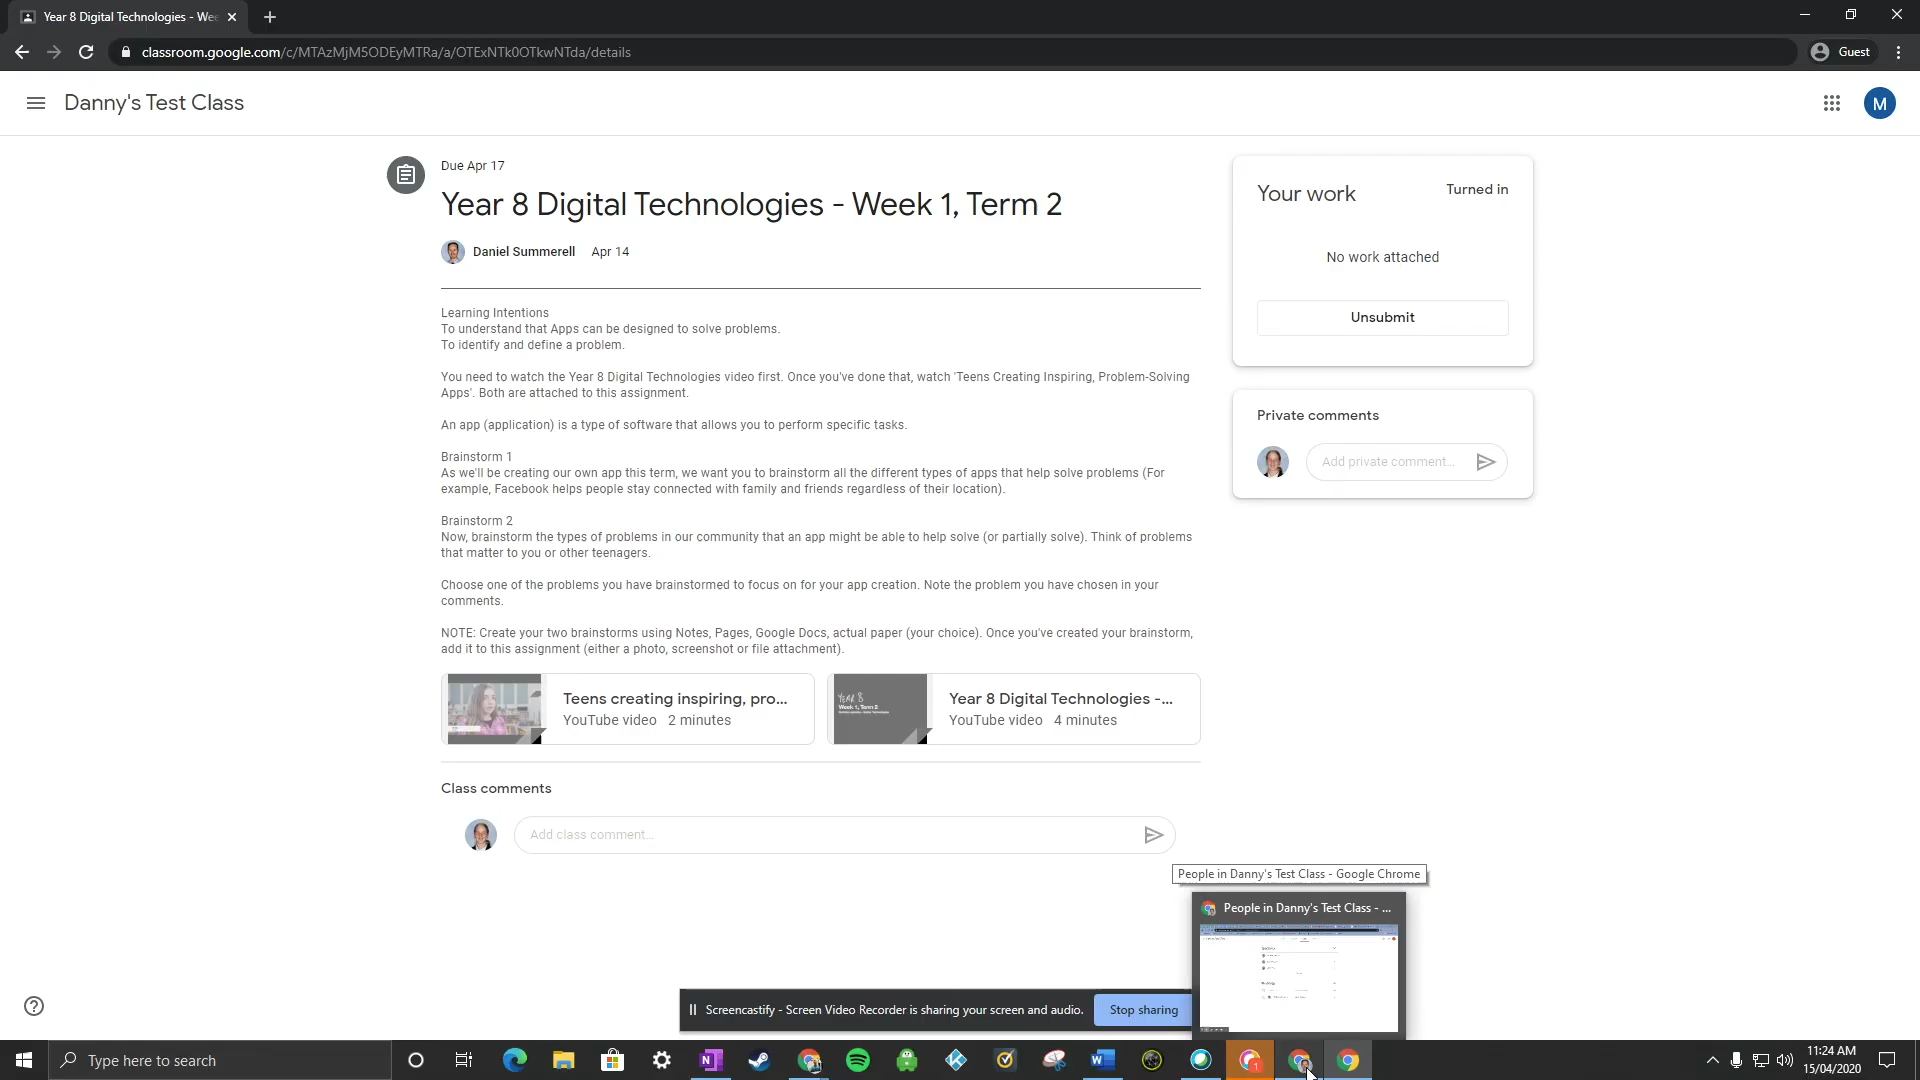 Year 8 Digital Technologies - Wee
classroom.google.com/c/MTAzMjM5ODEyMTRa/a/OTExNTk0OTkwNTda/details
Guest
Danny's Test Class
M
Due Apr 17
Year 8 Digital Technologies - Week 1, Term 2
Daniel Summerell Apr 14
Learning Intentions
To understand that Apps can be designed to solve problems.
To identify and define a problem.
You need to watch the Year 8 Digital Technologies video first. Once you've done that, watch 'Teens Creating Inspiring, Problem-Solving
Apps'. Both are attached to this assignment.
An app (application) is a type of software that allows you to perform specific tasks.
Brainstorm 1
As we'll be creating our own app this term, we want you to brainstorm all the different types of apps that help solve problems (For
example, Facebook helps people stay connected with family and friends regardless of their location).
Brainstorm 2
Now, brainstorm the types of problems in our community that an app might be able to help solve (or partially solve). Think of problems
that matter to you or other teenagers.
Choose one of the problems you have brainstormed to focus on for your app creation. Note the problem you have chosen in your
comments.
NOTE: Create your two brainstorms using Notes, Pages, Google Docs, actual paper (your choice). Once you've created your brainstorm,
add it to this assignment (either a photo, screenshot or file attachment).
Teens creating inspiring, pro...
YouTube video 2 minutes
YEAR 8
Week 1, Term 2
Year 8 Digital Technologies -...
YouTube video 4 minutes
Class comments
Add class comment...
Your work
Turned in
No work attached
Unsubmit
Private comments
Add private comment...
People in Danny's Test Class - Google Chrome
People in Danny's Test Class - ...
Screencastify - Screen Video Recorder is sharing your screen and audio.
Stop sharing
Type here to search
11:24 AM
15/04/2020